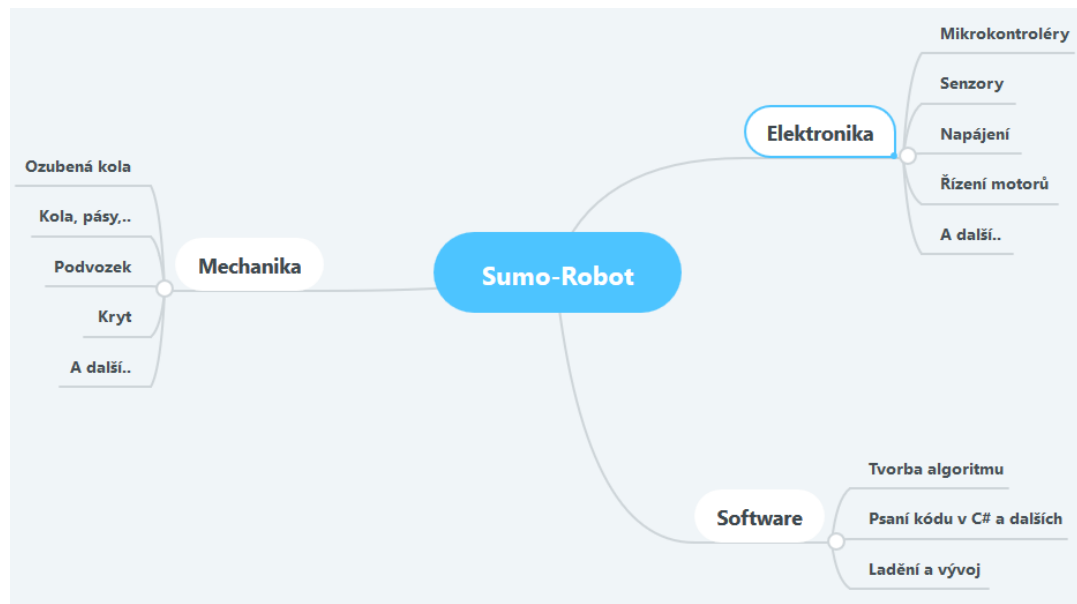 Sumo-Robot
Elektronika
Mikrokontroléry
Senzory
Napájení
Řízení motorů
A další..
Mechanika
Ozubená kola
Kola, pásy,..
Podvozek
Kryt
A další..
Software
Tvorba algoritmu
Psaní kódu v C# a dalších
Ladění a vývoj